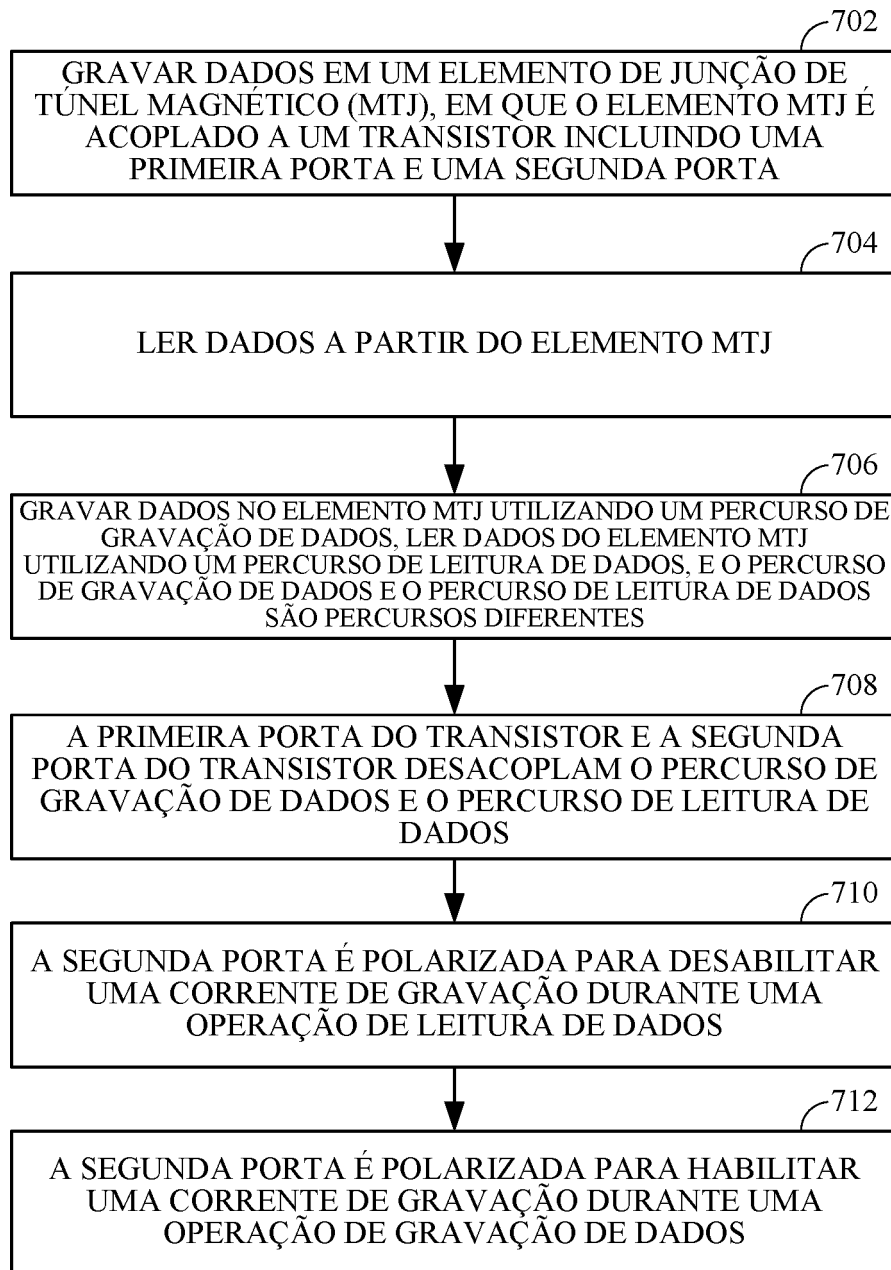 702
GRAVAR DADOS EM UM ELEMENTO DE JUNÇÃO DE
TÚNEL MAGNÉTICO (MTJ), EM QUE O ELEMENTO MTJ É
ACOPLADO A UM TRANSISTOR INCLUINDO UMA
PRIMEIRA PORTA E UMA SEGUNDA PORTA
704
LER DADOS A PARTIR DO ELEMENTO MTJ
706
GRAVAR DADOS NO ELEMENTO MTJ UTILIZANDO UM PERCURSO DE
GRAVAÇÃO DE DADOS, LER DADOS DO ELEMENTO MTJ
UTILIZANDO UM PERCURSO DE LEITURA DE DADOS, E O PERCURSO
DE GRAVAÇÃO DE DADOS E O PERCURSO DE LEITURA DE DADOS
SÃO PERCURSOS DIFERENTES
708
A PRIMEIRA PORTA DO TRANSISTOR E A SEGUNDA
PORTA DO TRANSISTOR DESACOPLAM O PERCURSO DE
GRAVAÇÃO DE DADOS E O PERCURSO DE LEITURA DE
DADOS
710
A SEGUNDA PORTA É POLARIZADA PARA DESABILITAR
UMA CORRENTE DE GRAVAÇÃO DURANTE UMA
OPERAÇÃO DE LEITURA DE DADOS
712
A SEGUNDA PORTA É POLARIZADA PARA HABILITAR
UMA CORRENTE DE GRAVAÇÃO DURANTE UMA
OPERAÇÃO DE GRAVAÇÃO DE DADOS